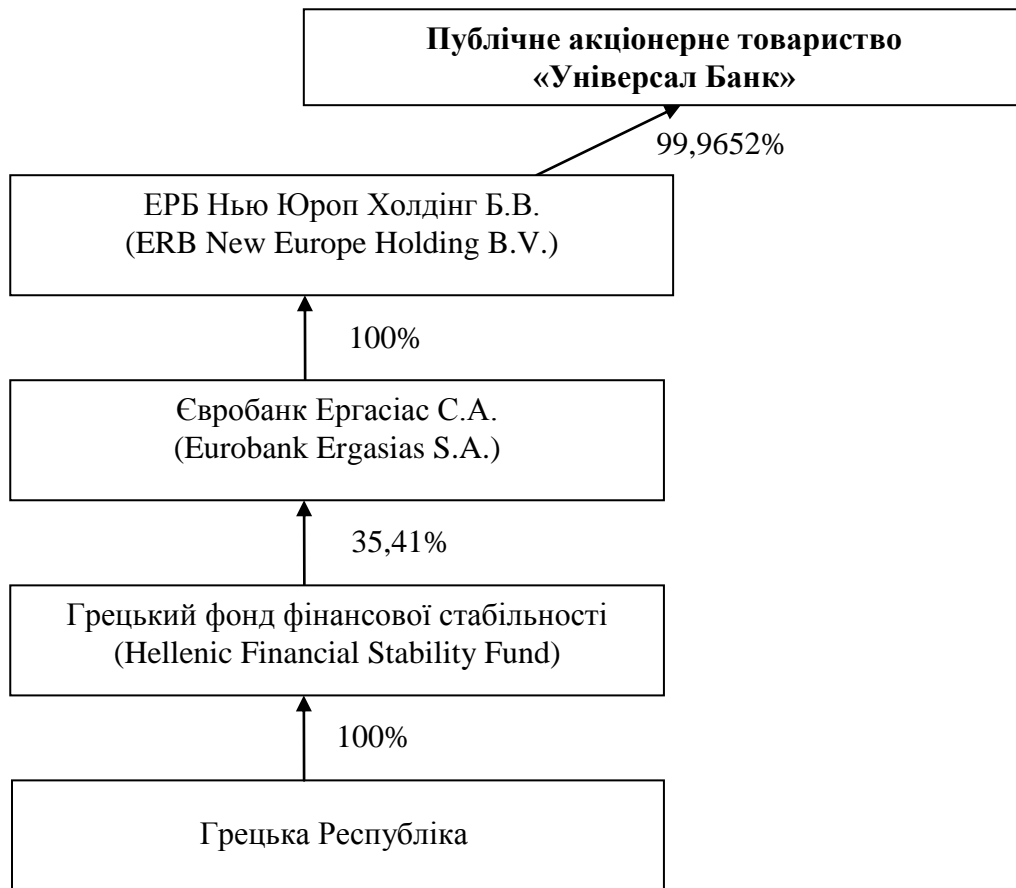 Публічне акціонерне товариство
«Універсал Банк»
99,9652%
ЕРБ Нью Юроп Холдінг Б.В.
(ERB New Europe Holding B.V.)
100%
Євробанк Ергасіас С.А.
(Eurobank Ergasias S.A.)
35,41%
Грецький фонд фінансової стабільності
(Hellenic Financial Stability Fund)
100%
Грецька Республіка